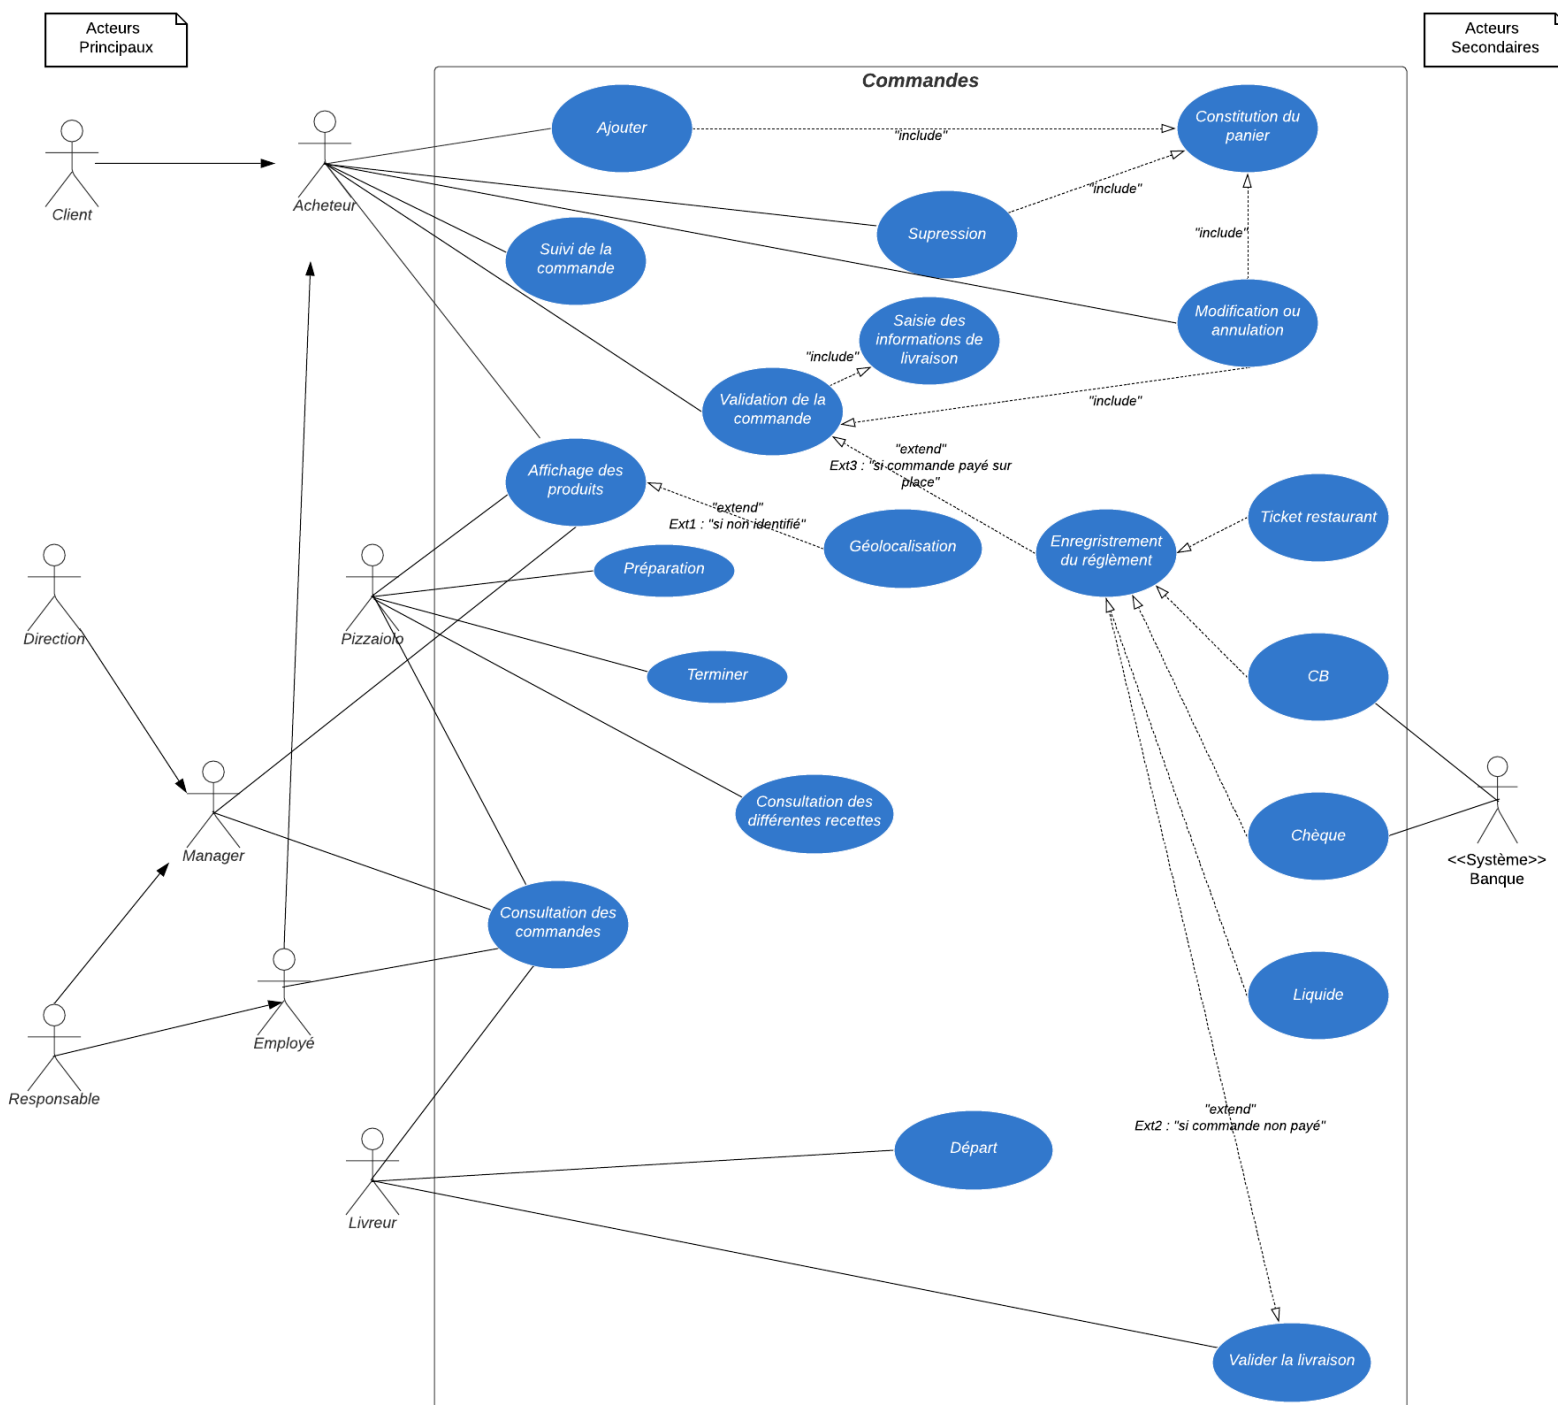 Acteurs
Principaux
Acteurs
Secondaires
Commandes
Client
Acheteur
Ajouter
"include"
Constitution du
panier
"include"
Supression
"include"
Suivi de la
commande
Saisie des
informations de
livraison
Modification ou
annulation
"include"
Validation de la
commande
"include"
"extend"
Ext3 : "si commande payé sur
place"
Affichage des
produits
"extend"
Ext1 : "si non identifié"
Géolocalisation
Enregristrement
du réglèment
Ticket restaurant
Direction
Pizzaiolo
Préparation
Terminer
CB
Manager
Consultation des
différentes recettes
Chèque
<<Système>>
Banque
Consultation des
commandes
Liquide
Employé
Responsable
"extend"
Ext2 : "si commande non payé"
Départ
Livreur
Valider la livraison